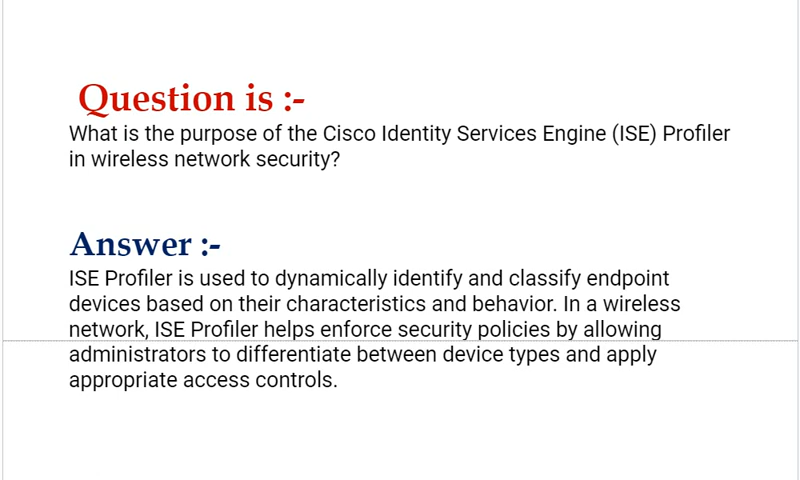 Question is :-
What is the purpose of the Cisco Identity Services Engine (ISE) Profiler
in wireless network security?
Answer :-
ISE Profiler is used to dynamically identify and classify endpoint
devices based on their characteristics and behavior. In a wireless
network, ISE Profiler helps enforce security policies by allowing
administrators to differentiate between device types and apply
appropriate access controls.